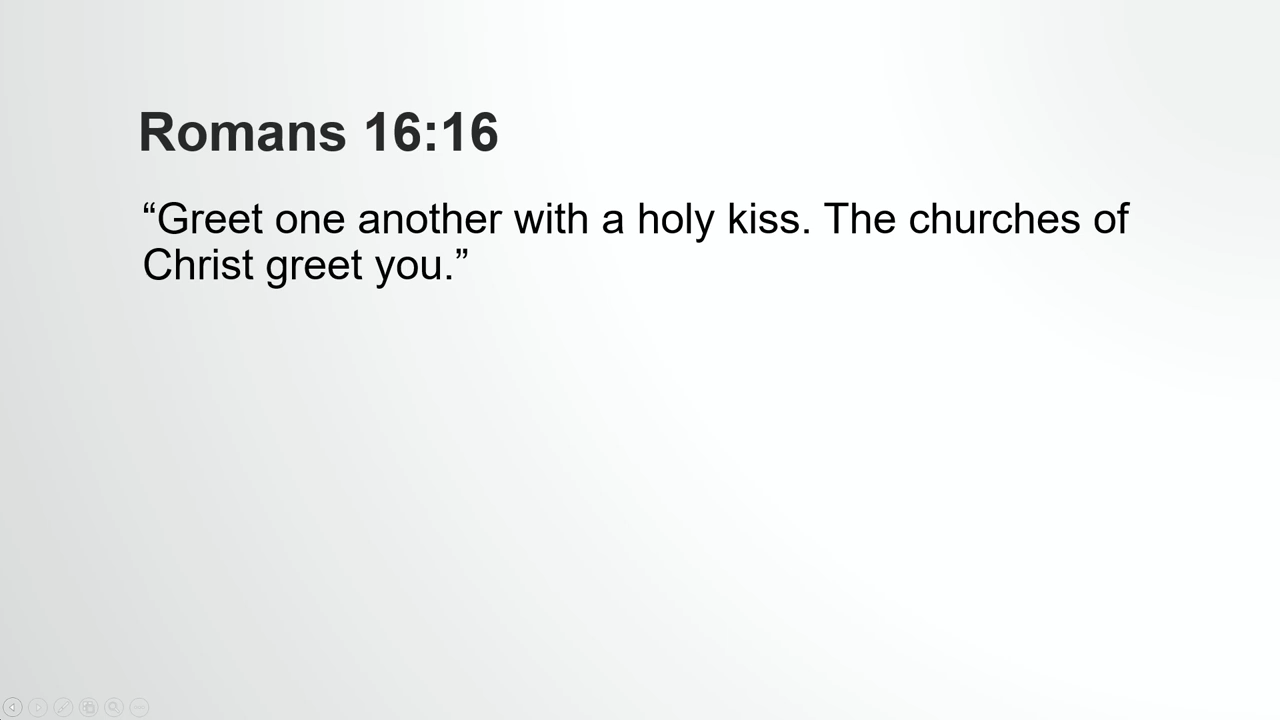 Romans 16:16
“Greet one another with a holy kiss. The churches of
Christ greet you.”